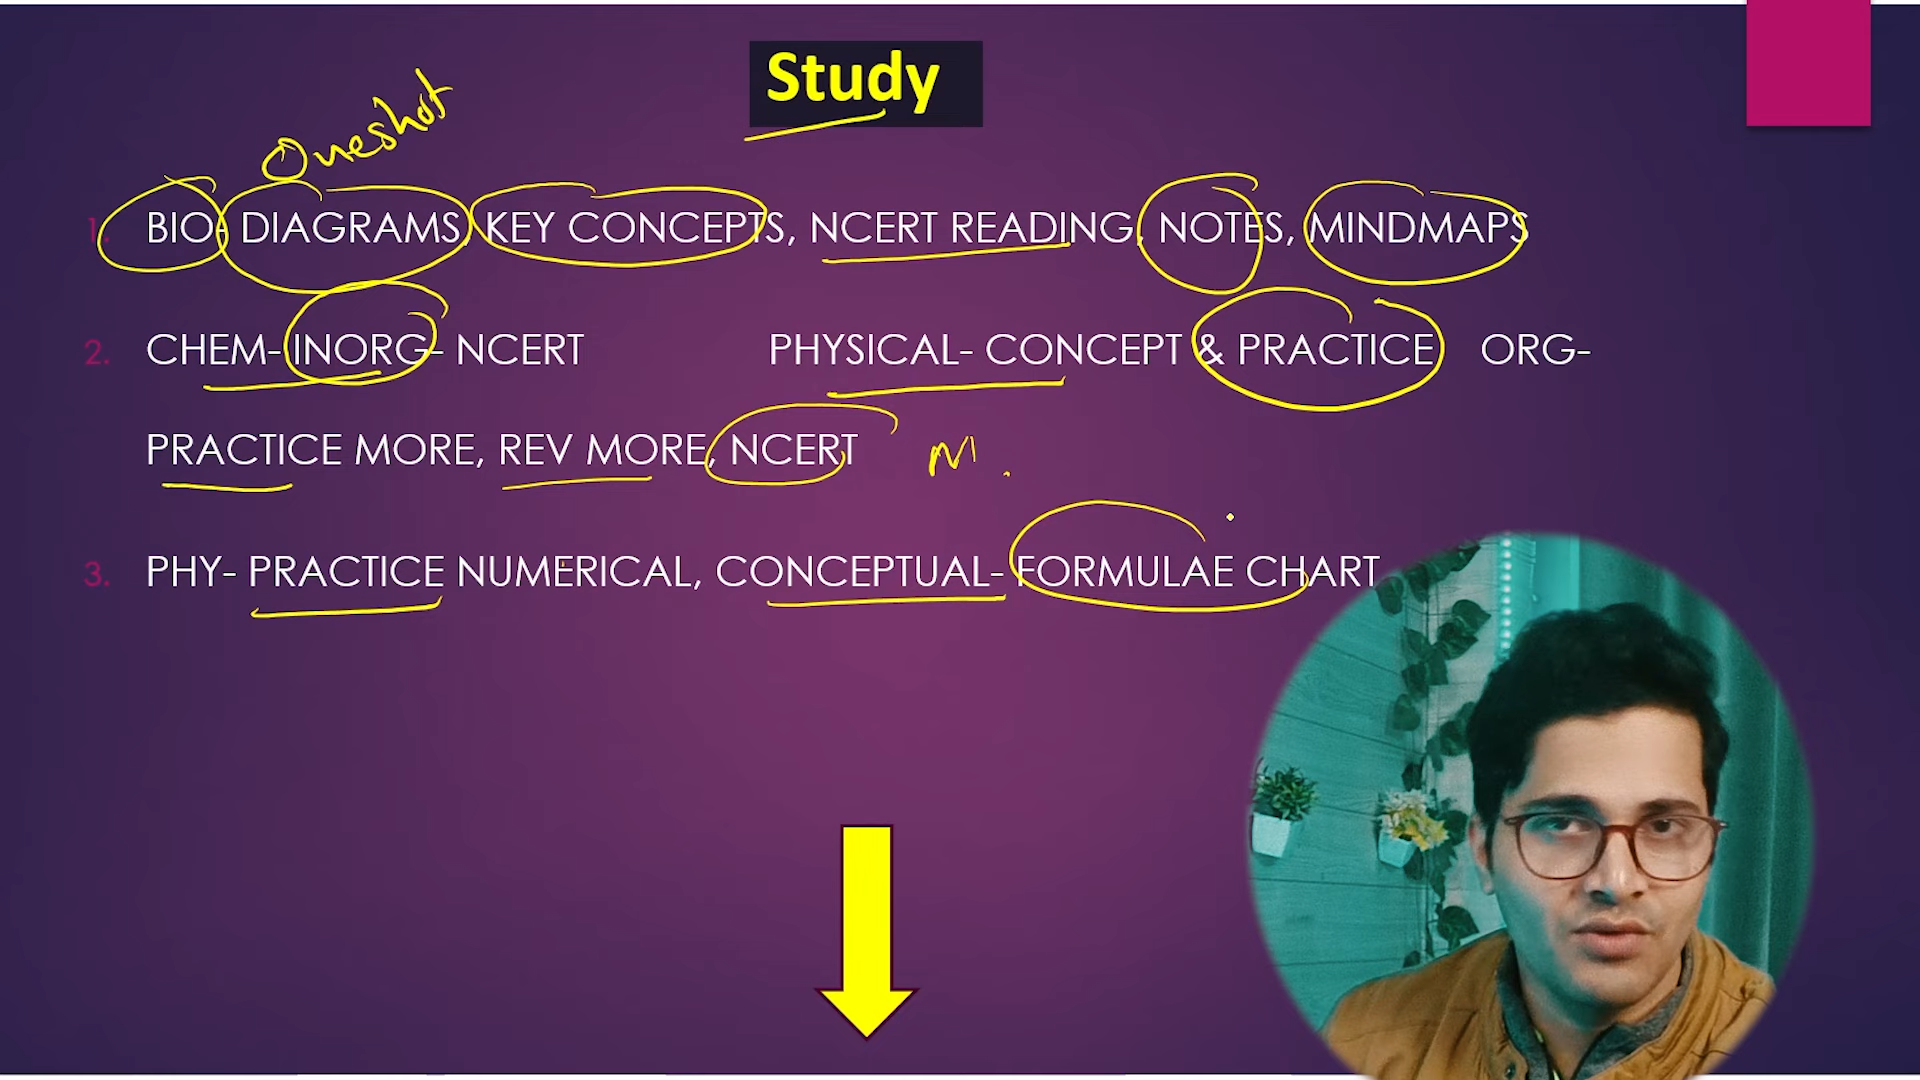 Study
Oneshot
1. BIO- DIAGRAMS, KEY CONCEPTS, NCERT READING, NOTES, MINDMAPS
2. CHEM- INORG- NCERT PHYSICAL- CONCEPT & PRACTICE ORG-
PRACTICE MORE, REV MORE, NCERT
3. PHY- PRACTICE NUMERICAL, CONCEPTUAL- FORMULAE CHART